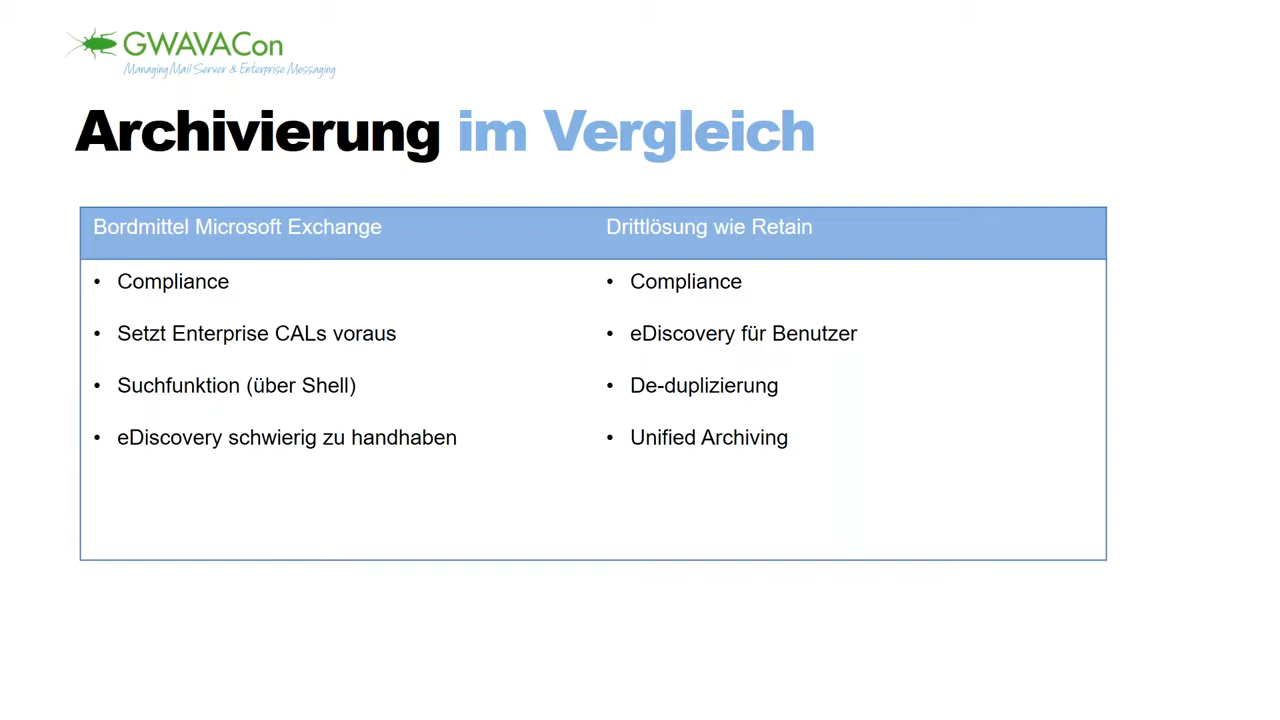 GWAVACon
Managing Mail Server & Enterprise Messaging
Archivierung im Vergleich
Bordmittel Microsoft Exchange
• Compliance
• Setzt Enterprise CALs voraus
• Suchfunktion (über Shell)
• eDiscovery schwierig zu handhaben
Drittlösung wie Retain
• Compliance
• eDiscovery für Benutzer
• De-duplizierung
• Unified Archiving